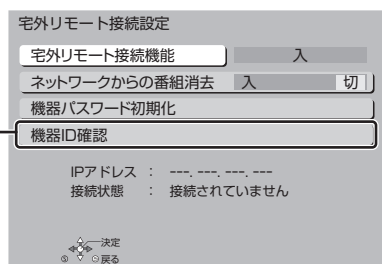 宅外リモート接続設定
宅外リモート接続機能 入
ネットワークからの番組消去 入 切
機器パスワード初期化
機器ID確認
IPアドレス : ---. ---. ---. ---
接続状態 : 接続されていません
決定
S 戻る